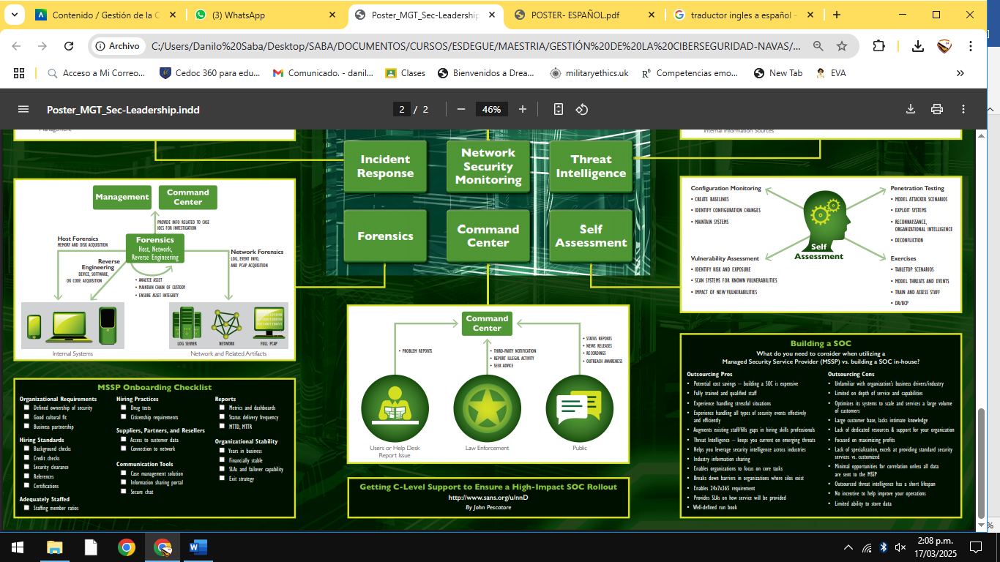 Contenido / Gestión de la C
(3) WhatsApp
Poster_MGT_Sec-Leadership
POSTER- ESPAÑOL.pdf
traductor ingles a español -
Archivo
C:/Users/Danilo%20Saba/Desktop/SABA/DOCUMENTOS/CURSOS/ESDEGUE/MAESTRIA/GESTIÓN%20DE%20LA%20CIBERSEGURIDAD-NAVAS/...
Acceso a Mi Correo...
Cedoc 360 para edu...
Comunicado. - danil...
Clases
Bienvenidos a Drea...
militaryethics.uk
Competencias emo...
New Tab
EVA
Poster_MGT_Sec-Leadership.indd
2 / 2
46%
Management
Internal Information Sources
Incident
Response
Network
Security
Monitoring
Threat
Intelligence
Forensics
Command
Center
Self
Assessment
Management
Command
Center
PROVIDE INFO RELATED TO CASE
IOCS FOR INVESTIGATION
Host Forensics
MEMORY AND DISK ACQUISITION
Forensics
Host, Network,
Reverse Engineering
Network Forensics
LOG, EVENT INFO,
AND PCAP ACQUISITION
Reverse
Engineering
DEVICE, SOFTWARE,
OR CODE ACQUISITION
• ANALYZE ASSET
• MAINTAIN CHAIN OF CUSTODY
• ENSURE ASSET INTEGRITY
LOG SERVER
NETWORK
FULL PCAP
Internal Systems
Network and Related Artifacts
Configuration Monitoring
• CREATE BASELINES
• IDENTIFY CONFIGURATION CHANGES
• MAINTAIN SYSTEMS
Penetration Testing
• MODEL ATTACKER SCENARIOS
• EXPLOIT SYSTEMS
• RECONNAISSANCE,
ORGANIZATIONAL INTELLIGENCE
• DECONFLICTION
Self
Assessment
Vulnerability Assessment
• IDENTIFY RISK AND EXPOSURE
• SCAN SYSTEMS FOR KNOWN VULNERABILITIES
• IMPACT OF NEW VULNERABILITIES
Exercises
• TABLETOP SCENARIOS
• MODEL THREATS AND EVENTS
• TRAIN AND ASSESS STAFF
• DR/BCP
Command
Center
• PROBLEM REPORTS
• THIRD-PARTY NOTIFICATION
• REPORT ILLEGAL ACTIVITY
• SEEK ADVICE
• STATUS REPORTS
• NEWS RELEASES
• RECORDINGS
• OUTREACH AWARENESS
Users or Help Desk
Report Issue
Law Enforcement
Public
MSSP Onboarding Checklist
Organizational Requirements
Defined ownership of security
Good cultural fit
Business partnership
Hiring Standards
Background checks
Credit checks
Security clearance
References
Certifications
Adequately Staffed
Staffing member ratios
Hiring Practices
Drug tests
Citizenship requirements
Suppliers, Partners, and Resellers
Access to customer data
Connection to network
Communication Tools
Case management solution
Information sharing portal
Secure chat
Reports
Metrics and dashboards
Status delivery frequency
MTTD, MTTR
Organizational Stability
Years in business
Financially stable
SLAs and failover capability
Exit strategy
Getting C-Level Support to Ensure a High-Impact SOC Rollout
http://www.sans.org/u/nnD
By John Pescatore
Building a SOC
What do you need to consider when utilizing a
Managed Security Service Provider (MSSP) vs. building a SOC in-house?
Outsourcing Pros
• Potential cost savings – building a SOC is expensive
• Fully trained and qualified staff
• Experience handling stressful situations
• Experience handling all types of security events effectively
and efficiently
• Augments existing staff/fills gaps in hiring skills professionals
• Threat Intelligence – keeps you current on emerging threats
• Helps you leverage security intelligence across industries
• Industry information sharing
• Enables organizations to focus on core tasks
• Breaks down barriers in organizations where silos exist
• Enables 24x7x365 requirement
• Provides SLAs on how service will be provided
• Well-defined run book
Outsourcing Cons
• Unfamiliar with organization's business drivers/industry
• Limited on depth of service and capabilities
• Optimizes its systems to scale and services a large volume
of customers
• Large customer base, lacks intimate knowledge
• Lack of dedicated resources & support for your organization
• Focused on maximizing profits
• Lack of specialization, excels at providing standard security
services vs. customized
• Minimal opportunities for correlation unless all data
are sent to the MSSP
• Outsourced threat intelligence has a short lifespan
• No incentive to help improve your operations
• Limited ability to store data
%
2:08 p.m.
17/03/2025